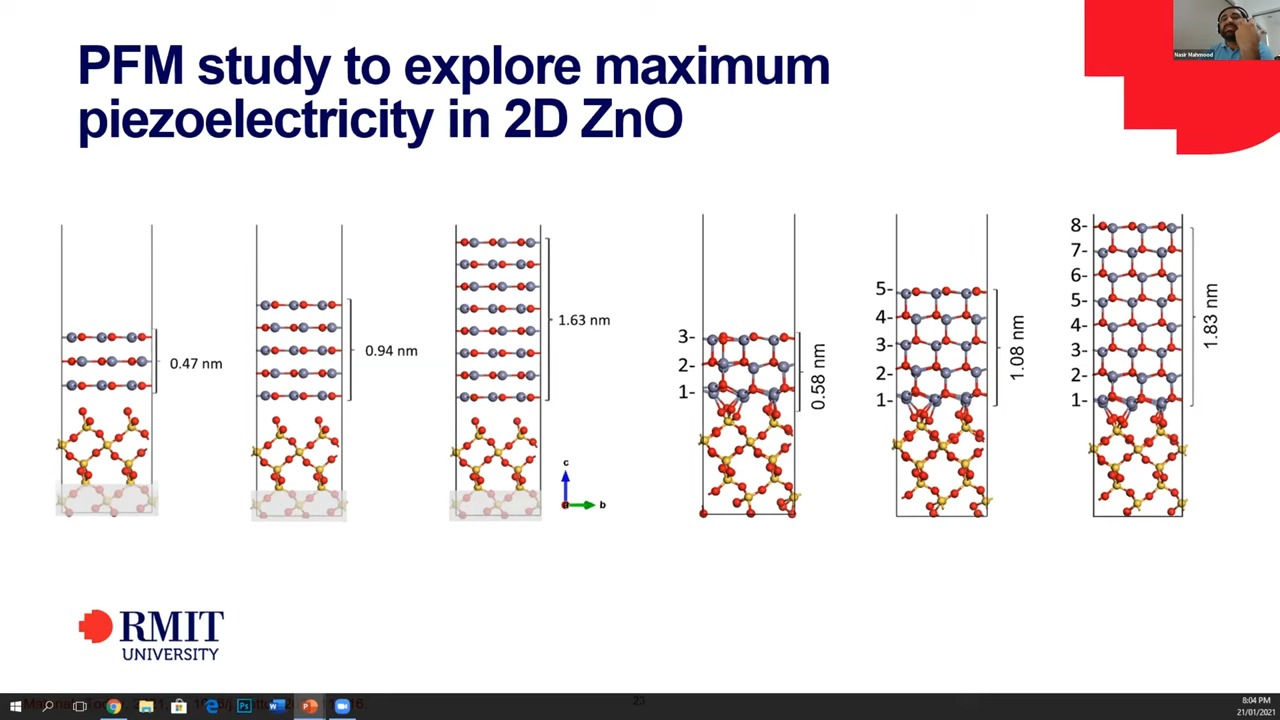 PFM study to explore maximum
piezoelectricity in 2D ZnO
Nasir Mahmood
0.47 nm
0.94 nm
1.63 nm
c
a
b
3-
2-
1-
0.58 nm
5-
4-
3-
2-
1-
1.08 nm
8-
7-
6-
5-
4-
3-
2-
1-
1.83 nm
RMIT
UNIVERSITY
23
8:04 PM
21/01/2021